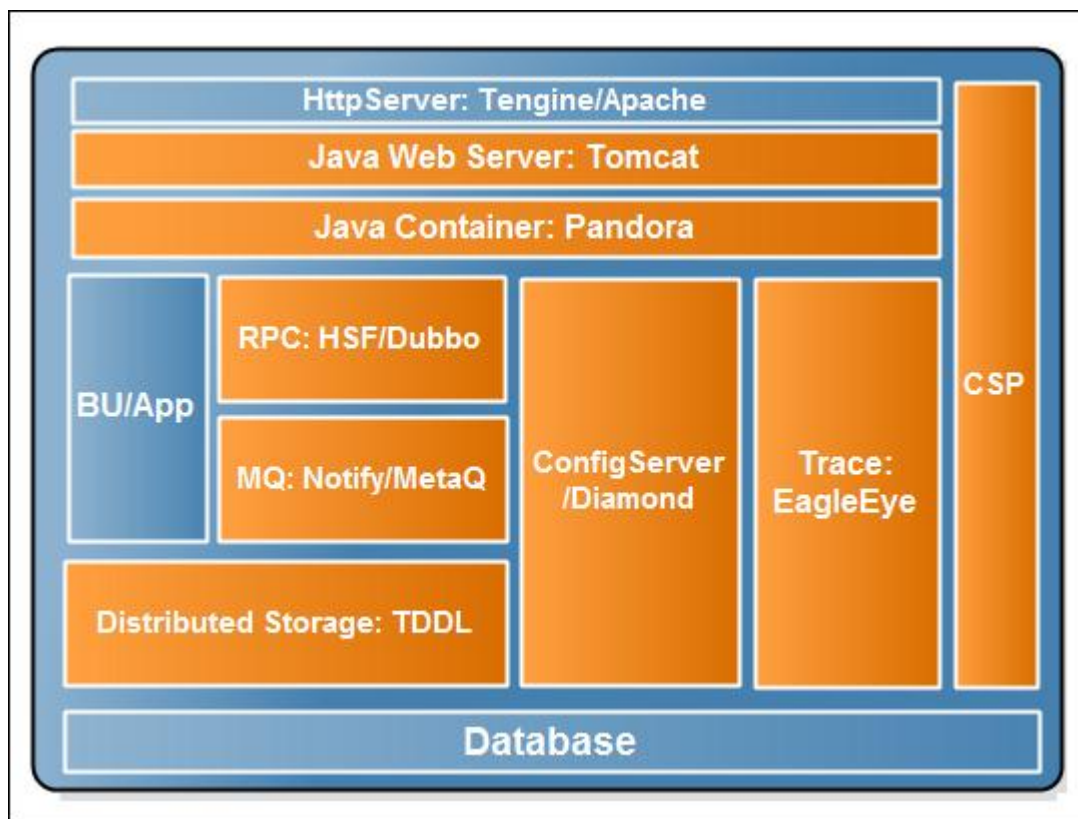 HttpServer: Tengine/Apache
Java Web Server: Tomcat
Java Container: Pandora
BU/App
RPC: HSF/Dubbo
MQ: Notify/MetaQ
Distributed Storage: TDDL
ConfigServer
/Diamond
Trace:
EagleEye
CSP
Database